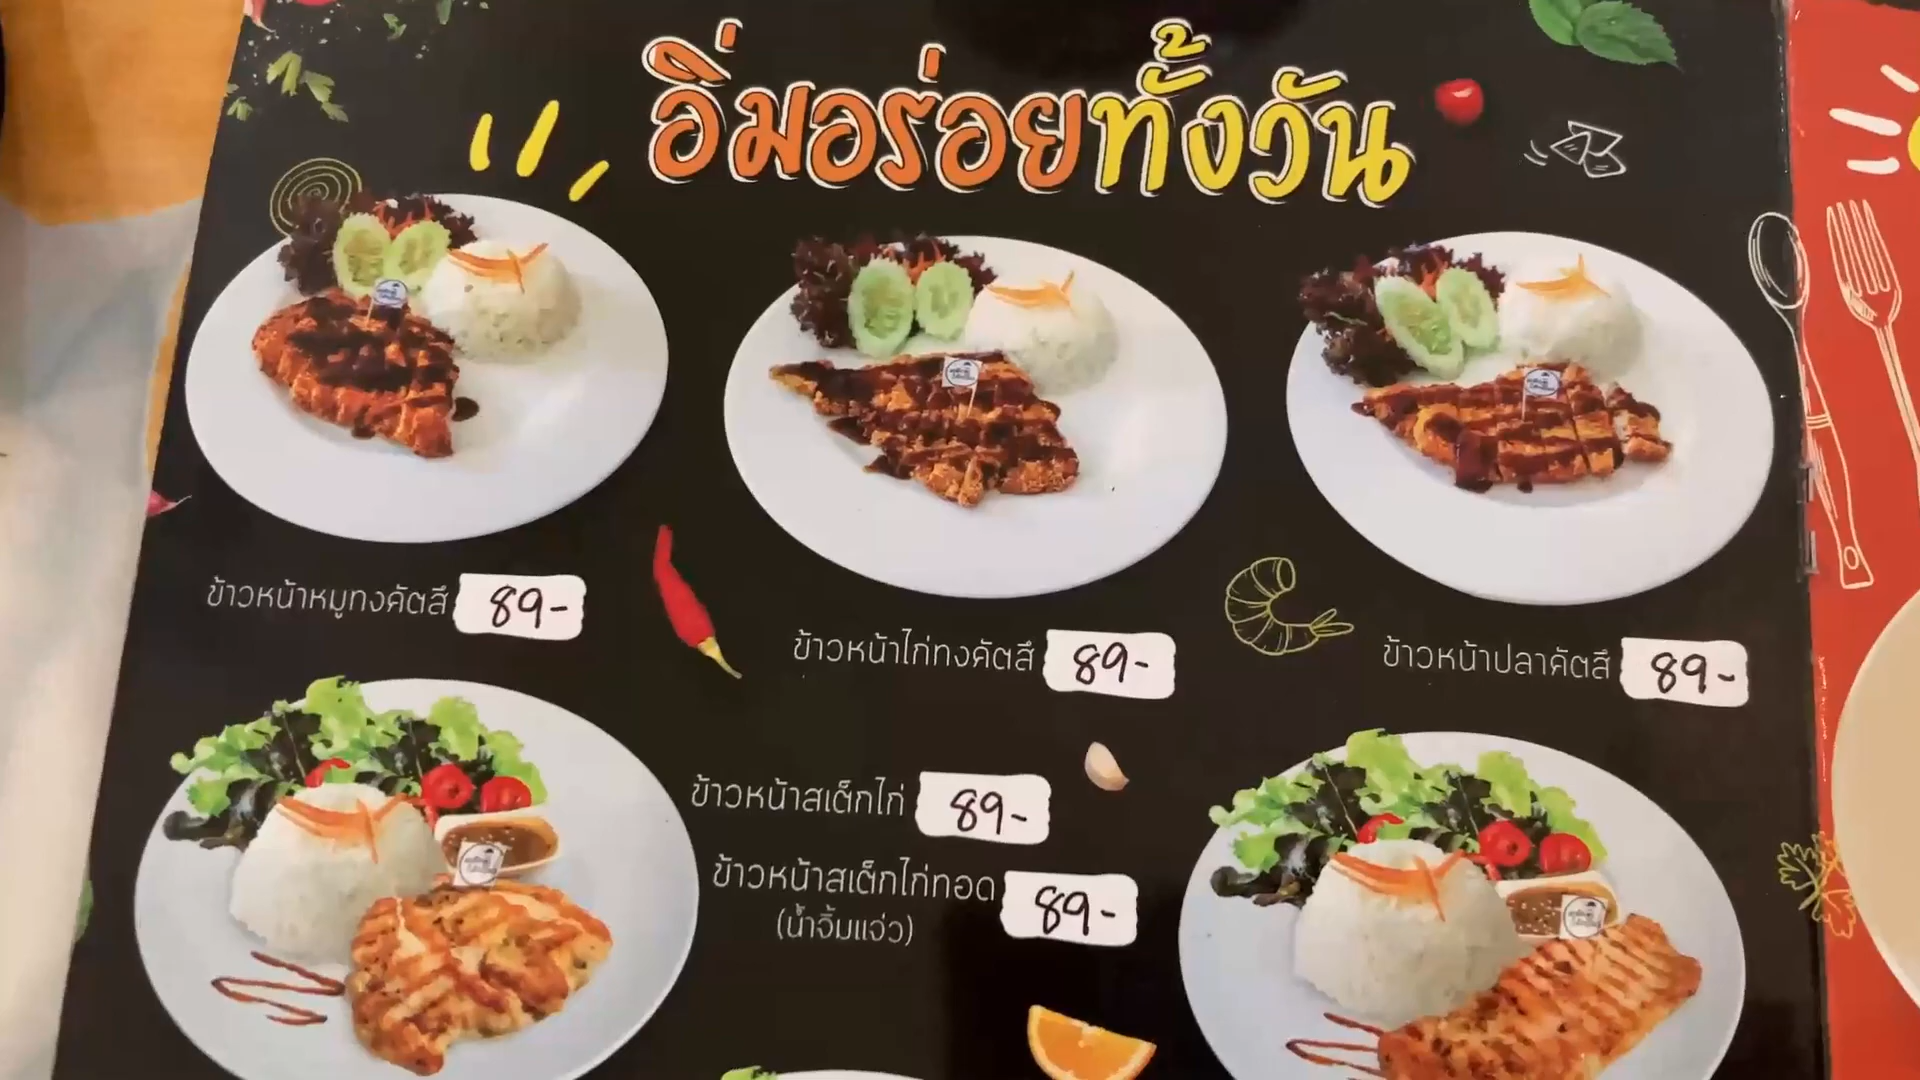 อิ่มอร่อยทั้งวัน
ข้าวหน้าหมูทงคัตสึ 89-
ข้าวหน้าไก่ทงคัตสึ 89-
ข้าวหน้าปลาคัตสึ 89-
ข้าวหน้าสเต็กไก่ 89-
ข้าวหน้าสเต็กไก่ทอด 89-
(น้ำจิ้มแจ่ว)